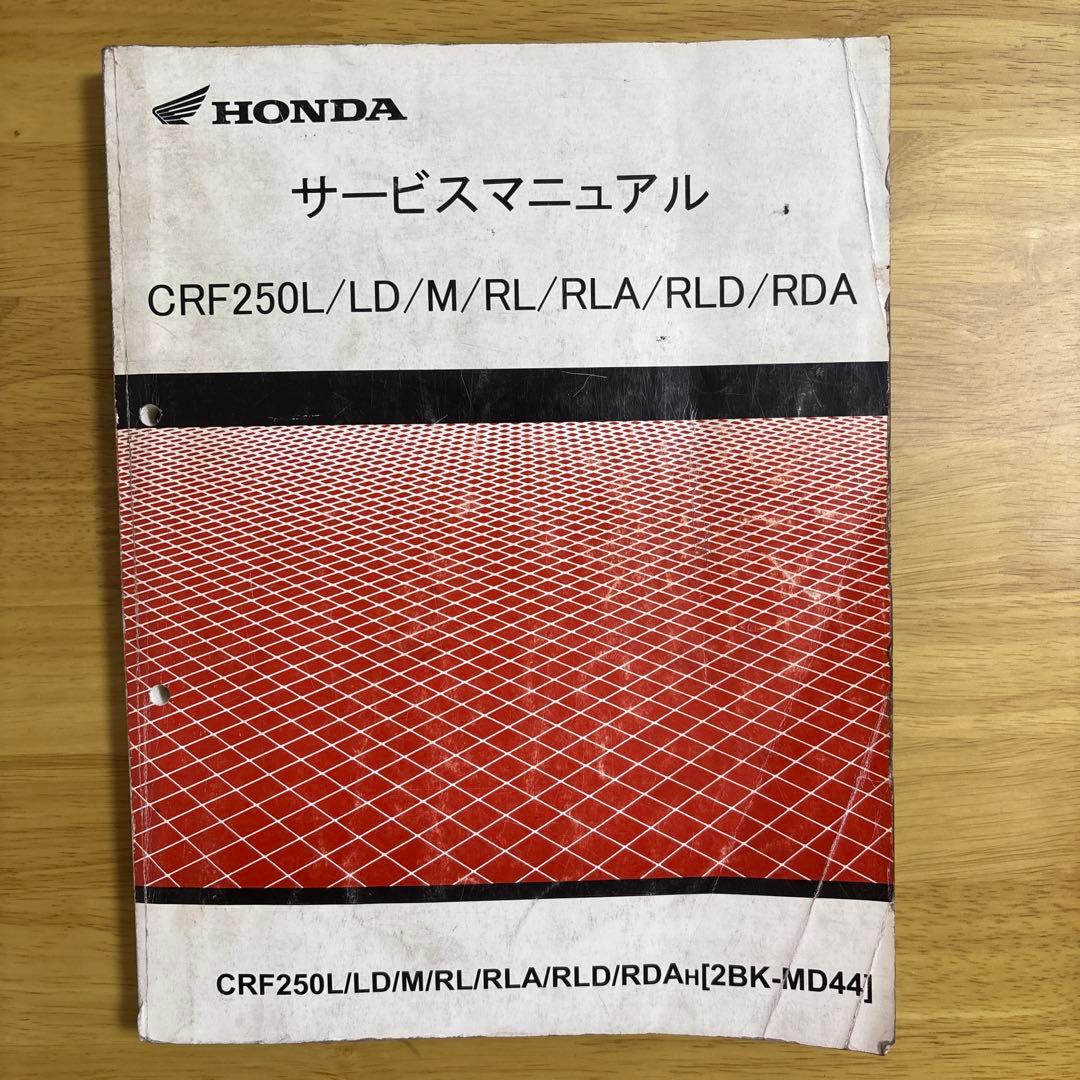 HONDA
サービスマニュアル
CRF250L/LD/M/RL/RLA/RLD/RDA
CRF250L/LD/M/RL/RLA/RLD/RDAH[2BK-MD44]